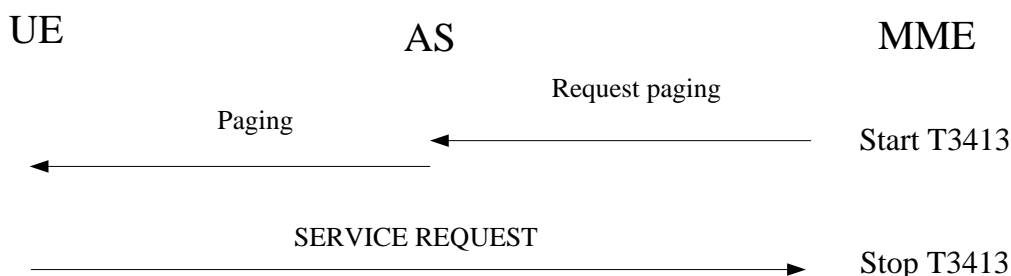 UE
AS
MME
Request paging
Paging
Start T3413
SERVICE REQUEST
Stop T3413